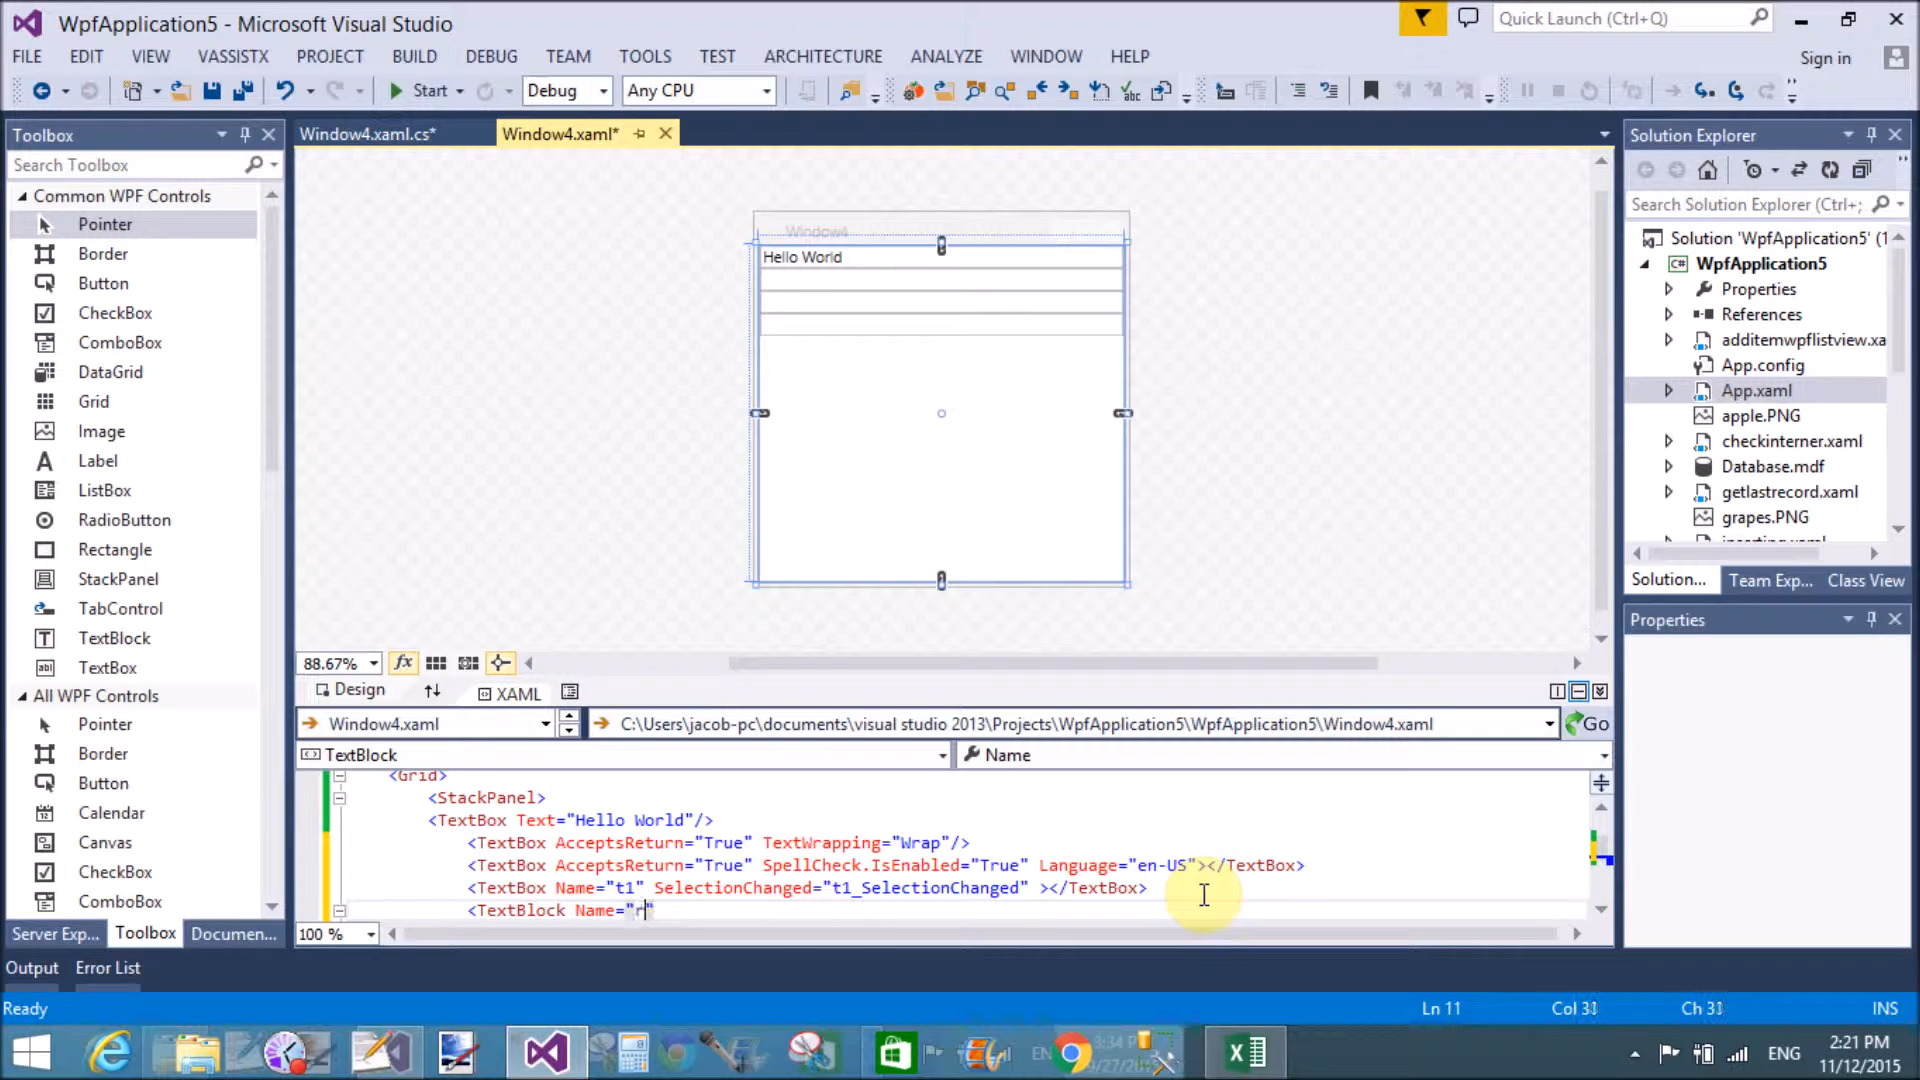 WpfApplication5 - Microsoft Visual Studio
Quick Launch (Ctrl+Q)
FILE EDIT VIEW VASSISTX PROJECT BUILD DEBUG TEAM TOOLS TEST ARCHITECTURE ANALYZE WINDOW HELP
Sign in
Start Debug Any CPU
Toolbox
Search Toolbox
Common WPF Controls
Pointer
Border
Button
CheckBox
ComboBox
DataGrid
Grid
Image
Label
ListBox
RadioButton
Rectangle
StackPanel
TabControl
TextBlock
TextBox
All WPF Controls
Pointer
Border
Button
Calendar
Canvas
CheckBox
ComboBox
Server Exp... Toolbox Documen...
Window4.xaml.cs* Window4.xaml*
Window4
Hello World
88.67%
Design XAML
Window4.xaml C:\Users\jacob-pc\documents\visual studio 2013\Projects\WpfApplication5\WpfApplication5\Window4.xaml Go
TextBlock Name
<Grid>
<StackPanel>
<TextBox Text="Hello World"/>
<TextBox AcceptsReturn="True" TextWrapping="Wrap"/>
<TextBox AcceptsReturn="True" SpellCheck.IsEnabled="True" Language="en-US"></TextBox>
<TextBox Name="t1" SelectionChanged="t1_SelectionChanged" ></TextBox>
<TextBlock Name="r"
100 %
Solution Explorer
Search Solution Explorer (Ctrl+;
Solution 'WpfApplication5' (1
WpfApplication5
Properties
References
additemwpflistview.xa
App.config
App.xaml
apple.PNG
checkinterner.xaml
Database.mdf
getlastrecord.xaml
grapes.PNG
Solution... Team Exp... Class View
Properties
Output Error List
Ready
Ln 11 Col 38 Ch 38 INS
ENG
2:21 PM
11/12/2015